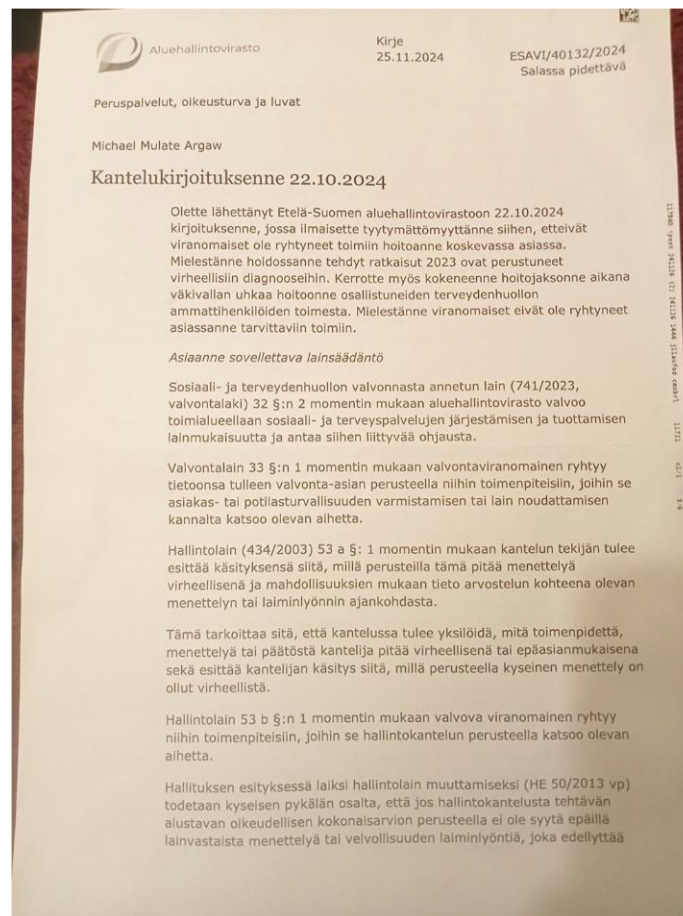 Aluehallintovirasto
Kirje
25.11.2024
ESAVI/40132/2024
Salassa pidettävä
Peruspalvelut, oikeusturva ja luvat
Michael Mulate Argaw
Kantelukirjoituksenne 22.10.2024
Olette lähettänyt Etelä-Suomen aluehallintovirastoon 22.10.2024
kirjoituksenne, jossa ilmaisette tyytymättömyyttänne siihen, etteivät
viranomaiset ole ryhtyneet toimiin hoitoanne koskevassa asiassa.
Mielestänne hoidossanne tehdyt ratkaisut 2023 ovat perustuneet
virheellisiin diagnooseihin. Kerrotte myös kokeneenne hoitojaksonne aikana
väkivallan uhkaa hoitoonne osallistuneiden terveydenhuollon
ammattihenkilöiden toimesta. Mielestänne viranomaiset eivät ole ryhtyneet
asiassanne tarvittaviin toimiin.
Asiaanne sovellettava lainsäädäntö
Sosiaali- ja terveydenhuollon valvonnasta annetun lain (741/2023,
valvontalaki) 32 §:n 2 momentin mukaan aluehallintovirasto valvoo
toimialueellaan sosiaali- ja terveyspalvelujen järjestämisen ja tuottamisen
lainmukaisuutta ja antaa siihen liittyvää ohjausta.
Valvontalain 33 §:n 1 momentin mukaan valvontaviranomainen ryhtyy
tietoonsa tulleen valvonta-asian perusteella niihin toimenpiteisiin, joihin se
asiakas- tai potilasturvallisuuden varmistamisen tai lain noudattamisen
kannalta katsoo olevan aihetta.
Hallintolain (434/2003) 53 a §: 1 momentin mukaan kantelun tekijän tulee
esittää käsityksensä siitä, millä perusteilla tämä pitää menettelyä
virheellisenä ja mahdollisuuksien mukaan tieto arvostelun kohteena olevan
menettelyn tai laiminlyönnin ajankohdasta.
Tämä tarkoittaa sitä, että kantelussa tulee yksilöidä, mitä toimenpidettä,
menettelyä tai päätöstä kantelija pitää virheellisenä tai epäasianmukaisena
sekä esittää kantelijan käsitys siitä, millä perusteella kyseinen menettely on
ollut virheellistä.
Hallintolain 53 b §:n 1 momentin mukaan valvova viranomainen ryhtyy
niihin toimenpiteisiin, joihin se hallintokantelun perusteella katsoo olevan
aihetta.
Hallituksen esityksessä laiksi hallintolain muuttamiseksi (HE 50/2013 vp)
todetaan kyseisen pykälän osalta, että jos hallintokantelusta tehtävän
alustavan oikeudellisen kokonaisarvion perusteella ei ole syytä epäillä
lainvastaista menettelyä tai velvollisuuden laiminlyöntiä, joka edellyttää